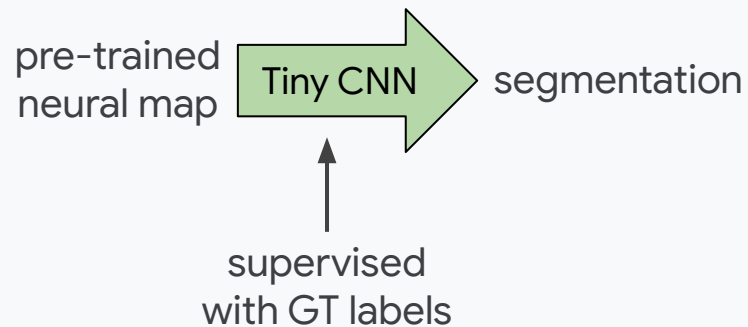 pre-trained
neural map
Tiny CNN
segmentation
supervised
with GT labels